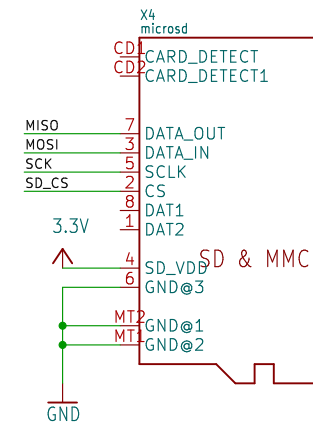 X4
microsd
CD1 CARD_DETECT
CD2 CARD_DETECT1
MISO 7 DATA_OUT
MOSI 3 DATA_IN
SCK 5 SCLK
SD_CS 2 CS
8 DAT1
1 DAT2
3.3V
SD & MMC
4 SD_VDD
6 GND@3
MT2 GND@1
MT1 GND@2
GND